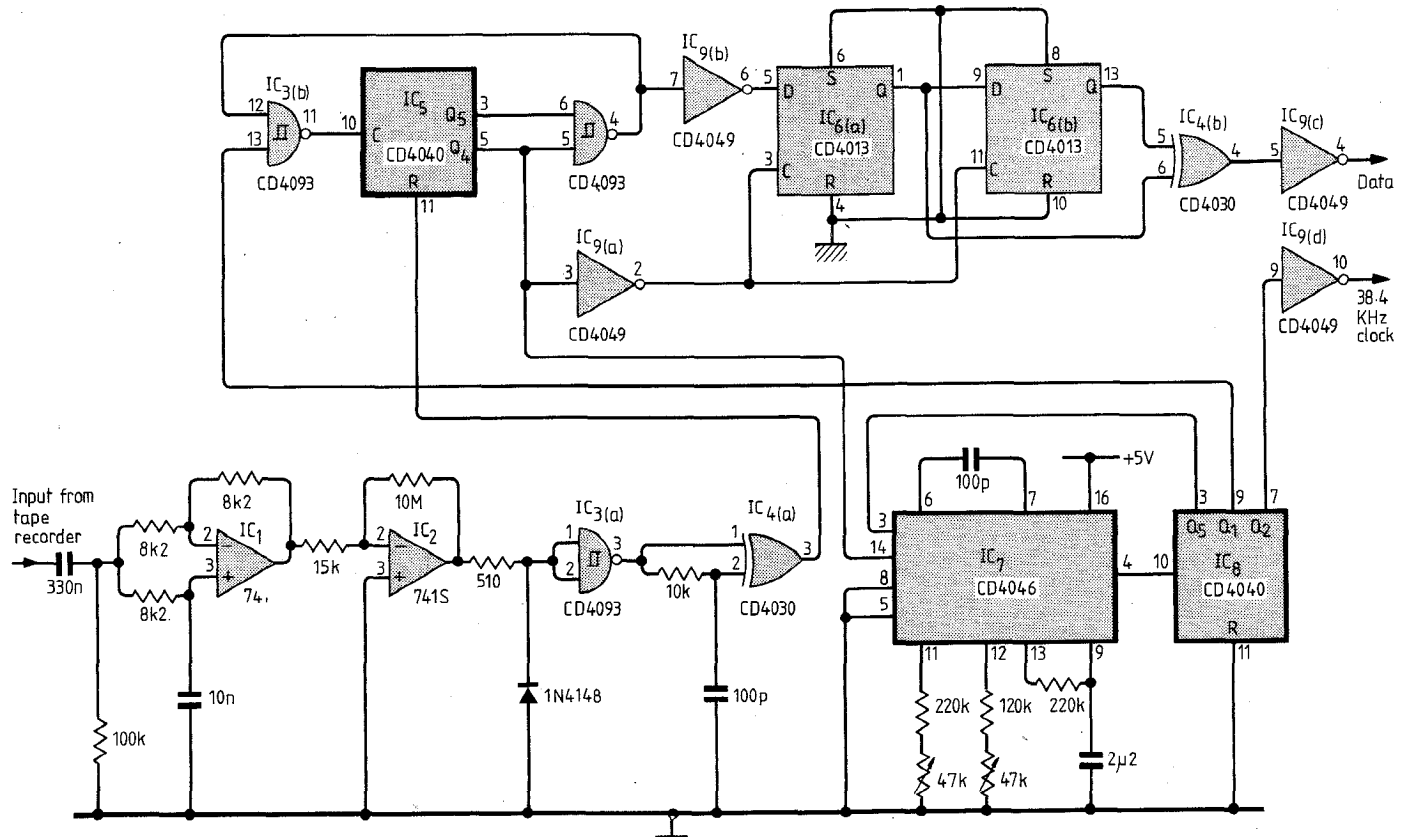 IC3(b)
12
13
11
CD4093
10
IC5
CD4040
C
Q5
Q4
R
3
5
11
6
5
4
CD4093
IC9(b)
7
6
CD4049
5
3
6
S
D
Q
IC6(a)
CD4013
C
R
4
1
9
11
8
S
D
Q
IC6(b)
CD4013
C
R
10
13
IC4(b)
5
6
4
CD4030
IC9(c)
5
4
Data
CD4049
IC9(a)
3
2
CD4049
IC9(d)
9
10
38.4
KHz
clock
CD4049
Input from
tape
recorder
330n
100k
8k2
8k2
8k2
10n
IC1
2
3
−
+
15k
10M
IC2
2
3
−
+
741S
510
1N4148
IC3(a)
1
2
3
CD4093
10k
100p
IC4(a)
1
2
3
CD4030
100p
6
7
+5V
16
3
14
8
5
IC7
CD4046
4
11
12
13
9
220k
47k
120k
47k
220k
2µ2
3
9
7
Q5
Q1
Q2
10
IC8
CD4040
R
11